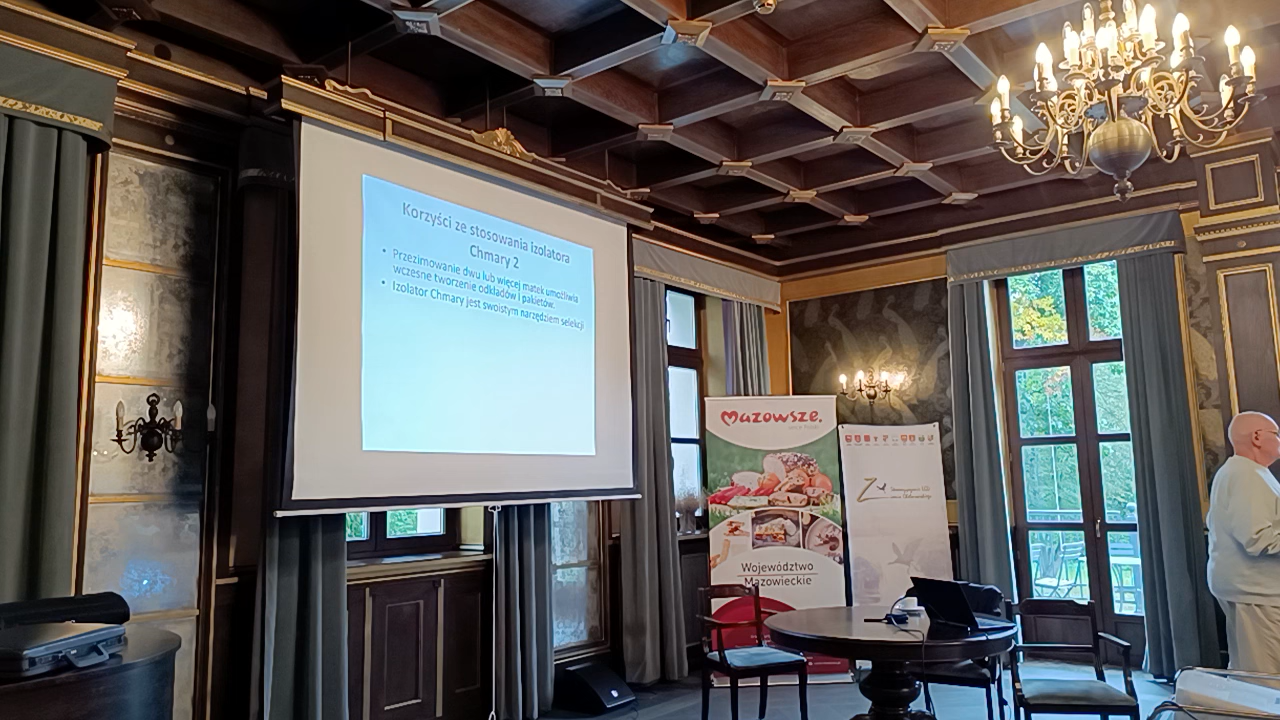 Korzyści ze stosowania izolatora
Chmary 2
• Przezimowanie dwu lub więcej matek umożliwia
wczesne tworzenie odkładów i pakietów.
• Izolator Chmary jest swoistym narzędziem selekcji
Mazowsze.
Województwo
Mazowieckie